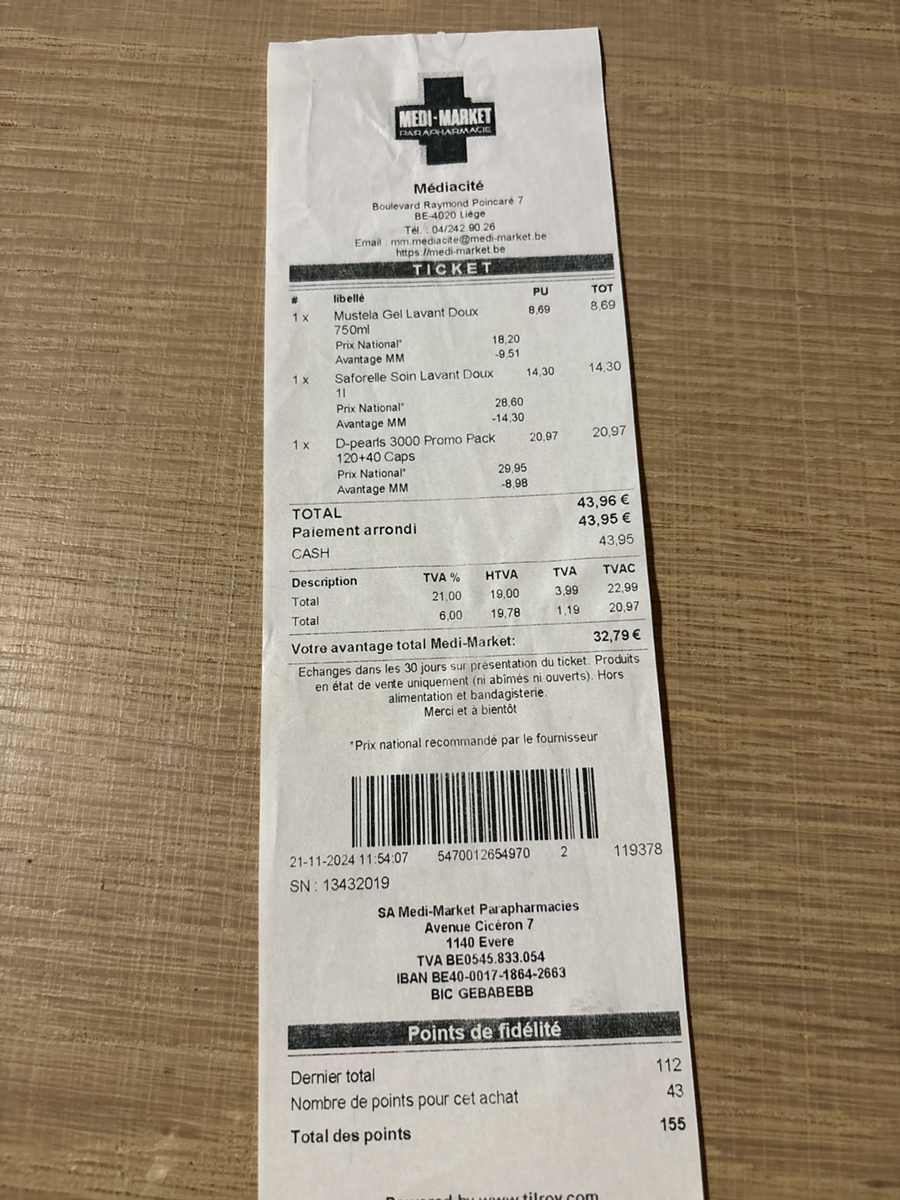 MEDI-MARKET
PARAPHARMACIE
Médiacité
Boulevard Raymond Poincaré 7
BE-4020 Liège
Tél. : 04/242 90 26
Email : mm.mediacite@medi-market.be
https://medi-market.be
TICKET
# libellé PU TOT
1 x Mustela Gel Lavant Doux 8,69 8,69
750ml
Prix National* 18,20
Avantage MM -9,51
1 x Saforelle Soin Lavant Doux 14,30 14,30
1l
Prix National* 28,60
Avantage MM -14,30
1 x D-pearls 3000 Promo Pack 20,97 20,97
120+40 Caps
Prix National* 29,95
Avantage MM -8,98
TOTAL 43,96 €
Paiement arrondi 43,95 €
CASH 43,95
Description TVA % HTVA TVA TVAC
Total 21,00 19,00 3,99 22,99
Total 6,00 19,78 1,19 20,97
Votre avantage total Medi-Market: 32,79 €
Echanges dans les 30 jours sur présentation du ticket. Produits
en état de vente uniquement (ni abîmés ni ouverts). Hors
alimentation et bandagisterie.
Merci et à bientôt
*Prix national recommandé par le fournisseur
21-11-2024 11:54:07 5470012654970 2 119378
SN : 13432019
SA Medi-Market Parapharmacies
Avenue Cicéron 7
1140 Evere
TVA BE0545.833.054
IBAN BE40-0017-1864-2663
BIC GEBABEBB
Points de fidélité
Dernier total 112
Nombre de points pour cet achat 43
Total des points 155
Powered by www.tilroy.com